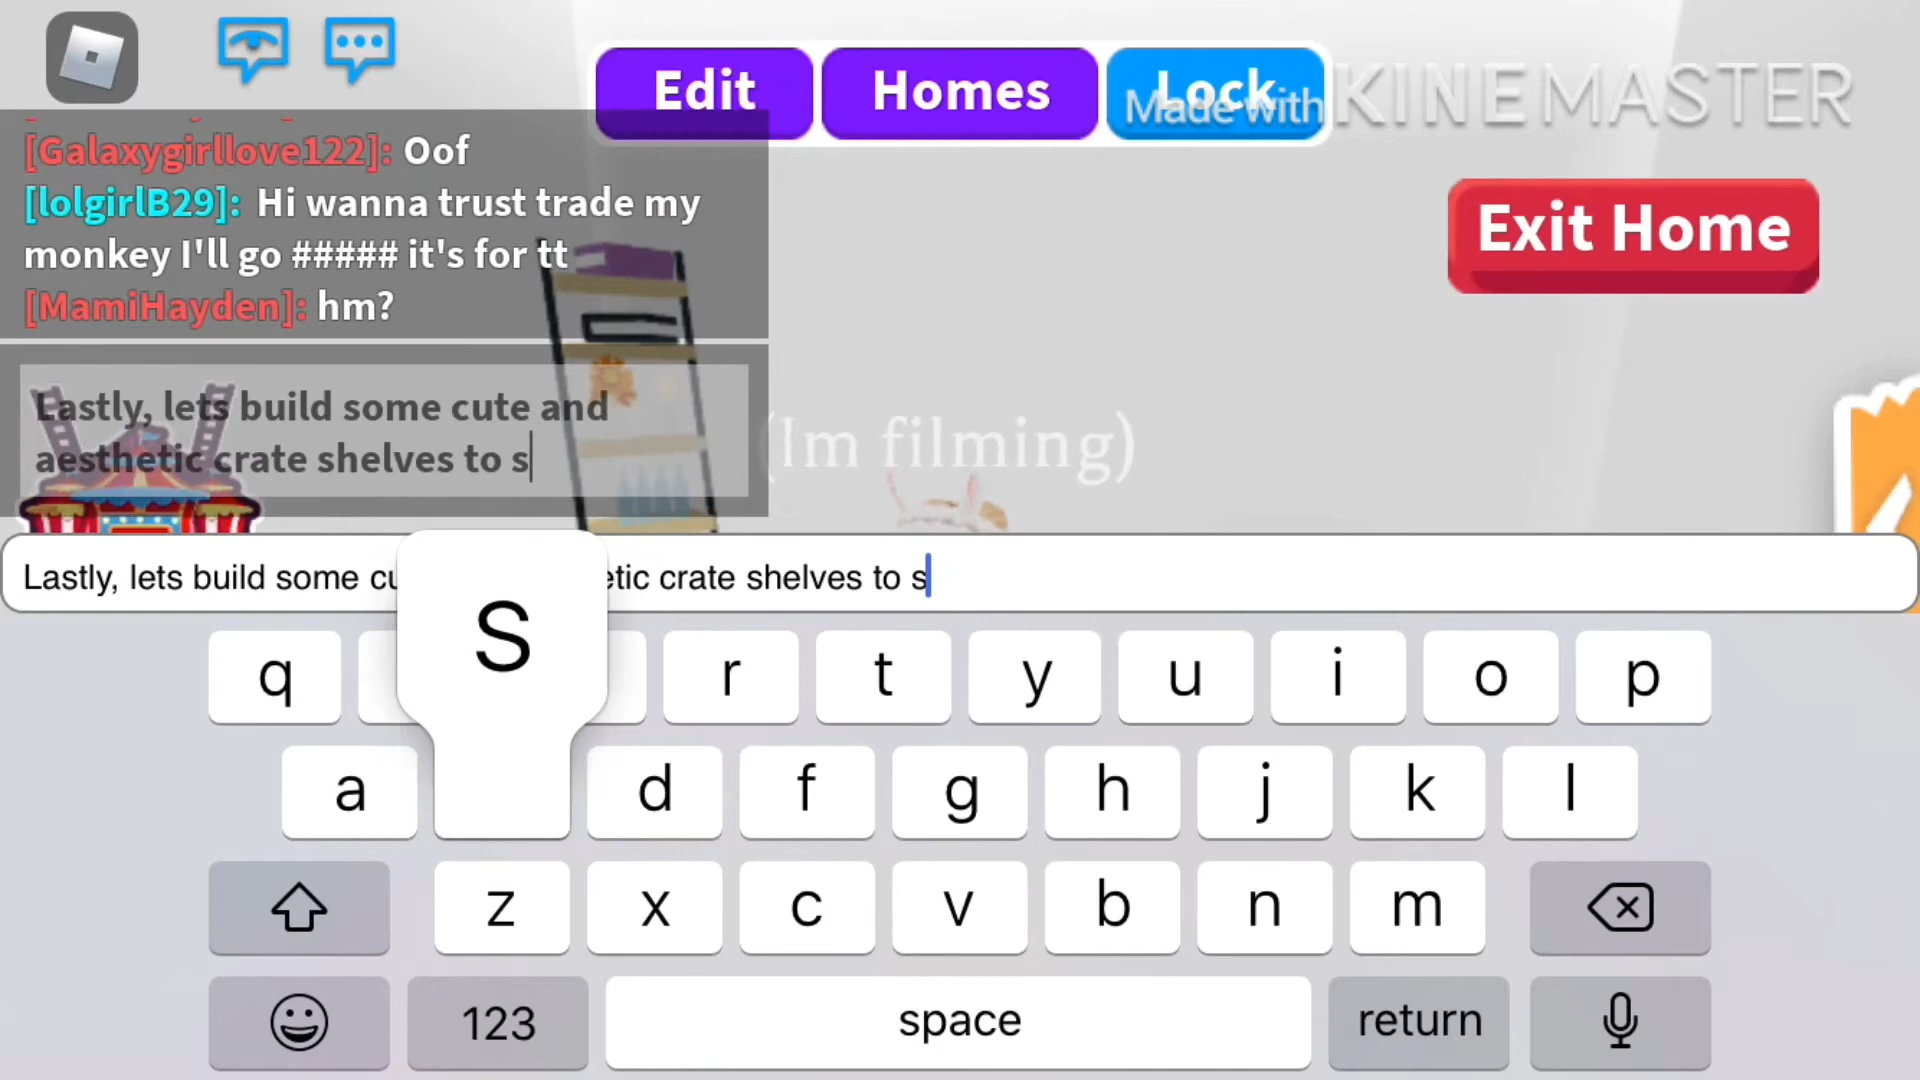 Edit
Homes
Lock
Made with KINEMASTER
[Galaxygirllove122]: Oof
[lolgirlB29]: Hi wanna trust trade my
monkey I'll go ##### it's for tt
[MamiHayden]: hm?
Exit Home
Lastly, lets build some cute and
aesthetic crate shelves to s
(Im filming)
Lastly, lets build some cu
etic crate shelves to s
S
q
r
t
y
u
i
o
p
a
d
f
g
h
j
k
l
z
x
c
v
b
n
m
123
space
return